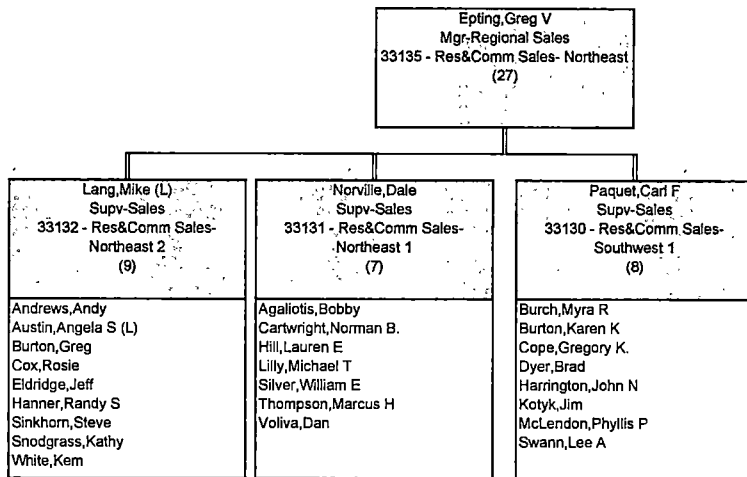 Epting,Greg V
Mgr-Regional Sales
33135 - Res&Comm Sales- Northeast
(27)
Lang,Mike (L)
Supv-Sales
33132 - Res&Comm Sales-
Northeast 2
(9)
Andrews,Andy
Austin,Angela S (L)
Burton,Greg
Cox,Rosie
Eldridge,Jeff
Hanner,Randy S
Sinkhorn,Steve
Snodgrass,Kathy
White,Kem
Norville,Dale
Supv-Sales
33131 - Res&Comm Sales-
Northeast 1
(7)
Agaliotis,Bobby
Cartwright,Norman B.
Hill,Lauren E
Lilly,Michael T
Silver,William E
Thompson,Marcus H
Voliva,Dan
Paquet,Carl F
Supv-Sales
33130 - Res&Comm Sales-
Southwest 1
(8)
Burch,Myra R
Burton,Karen K
Cope,Gregory K.
Dyer,Brad
Harrington,John N
Kotyk,Jim
McLendon,Phyllis P
Swann,Lee A